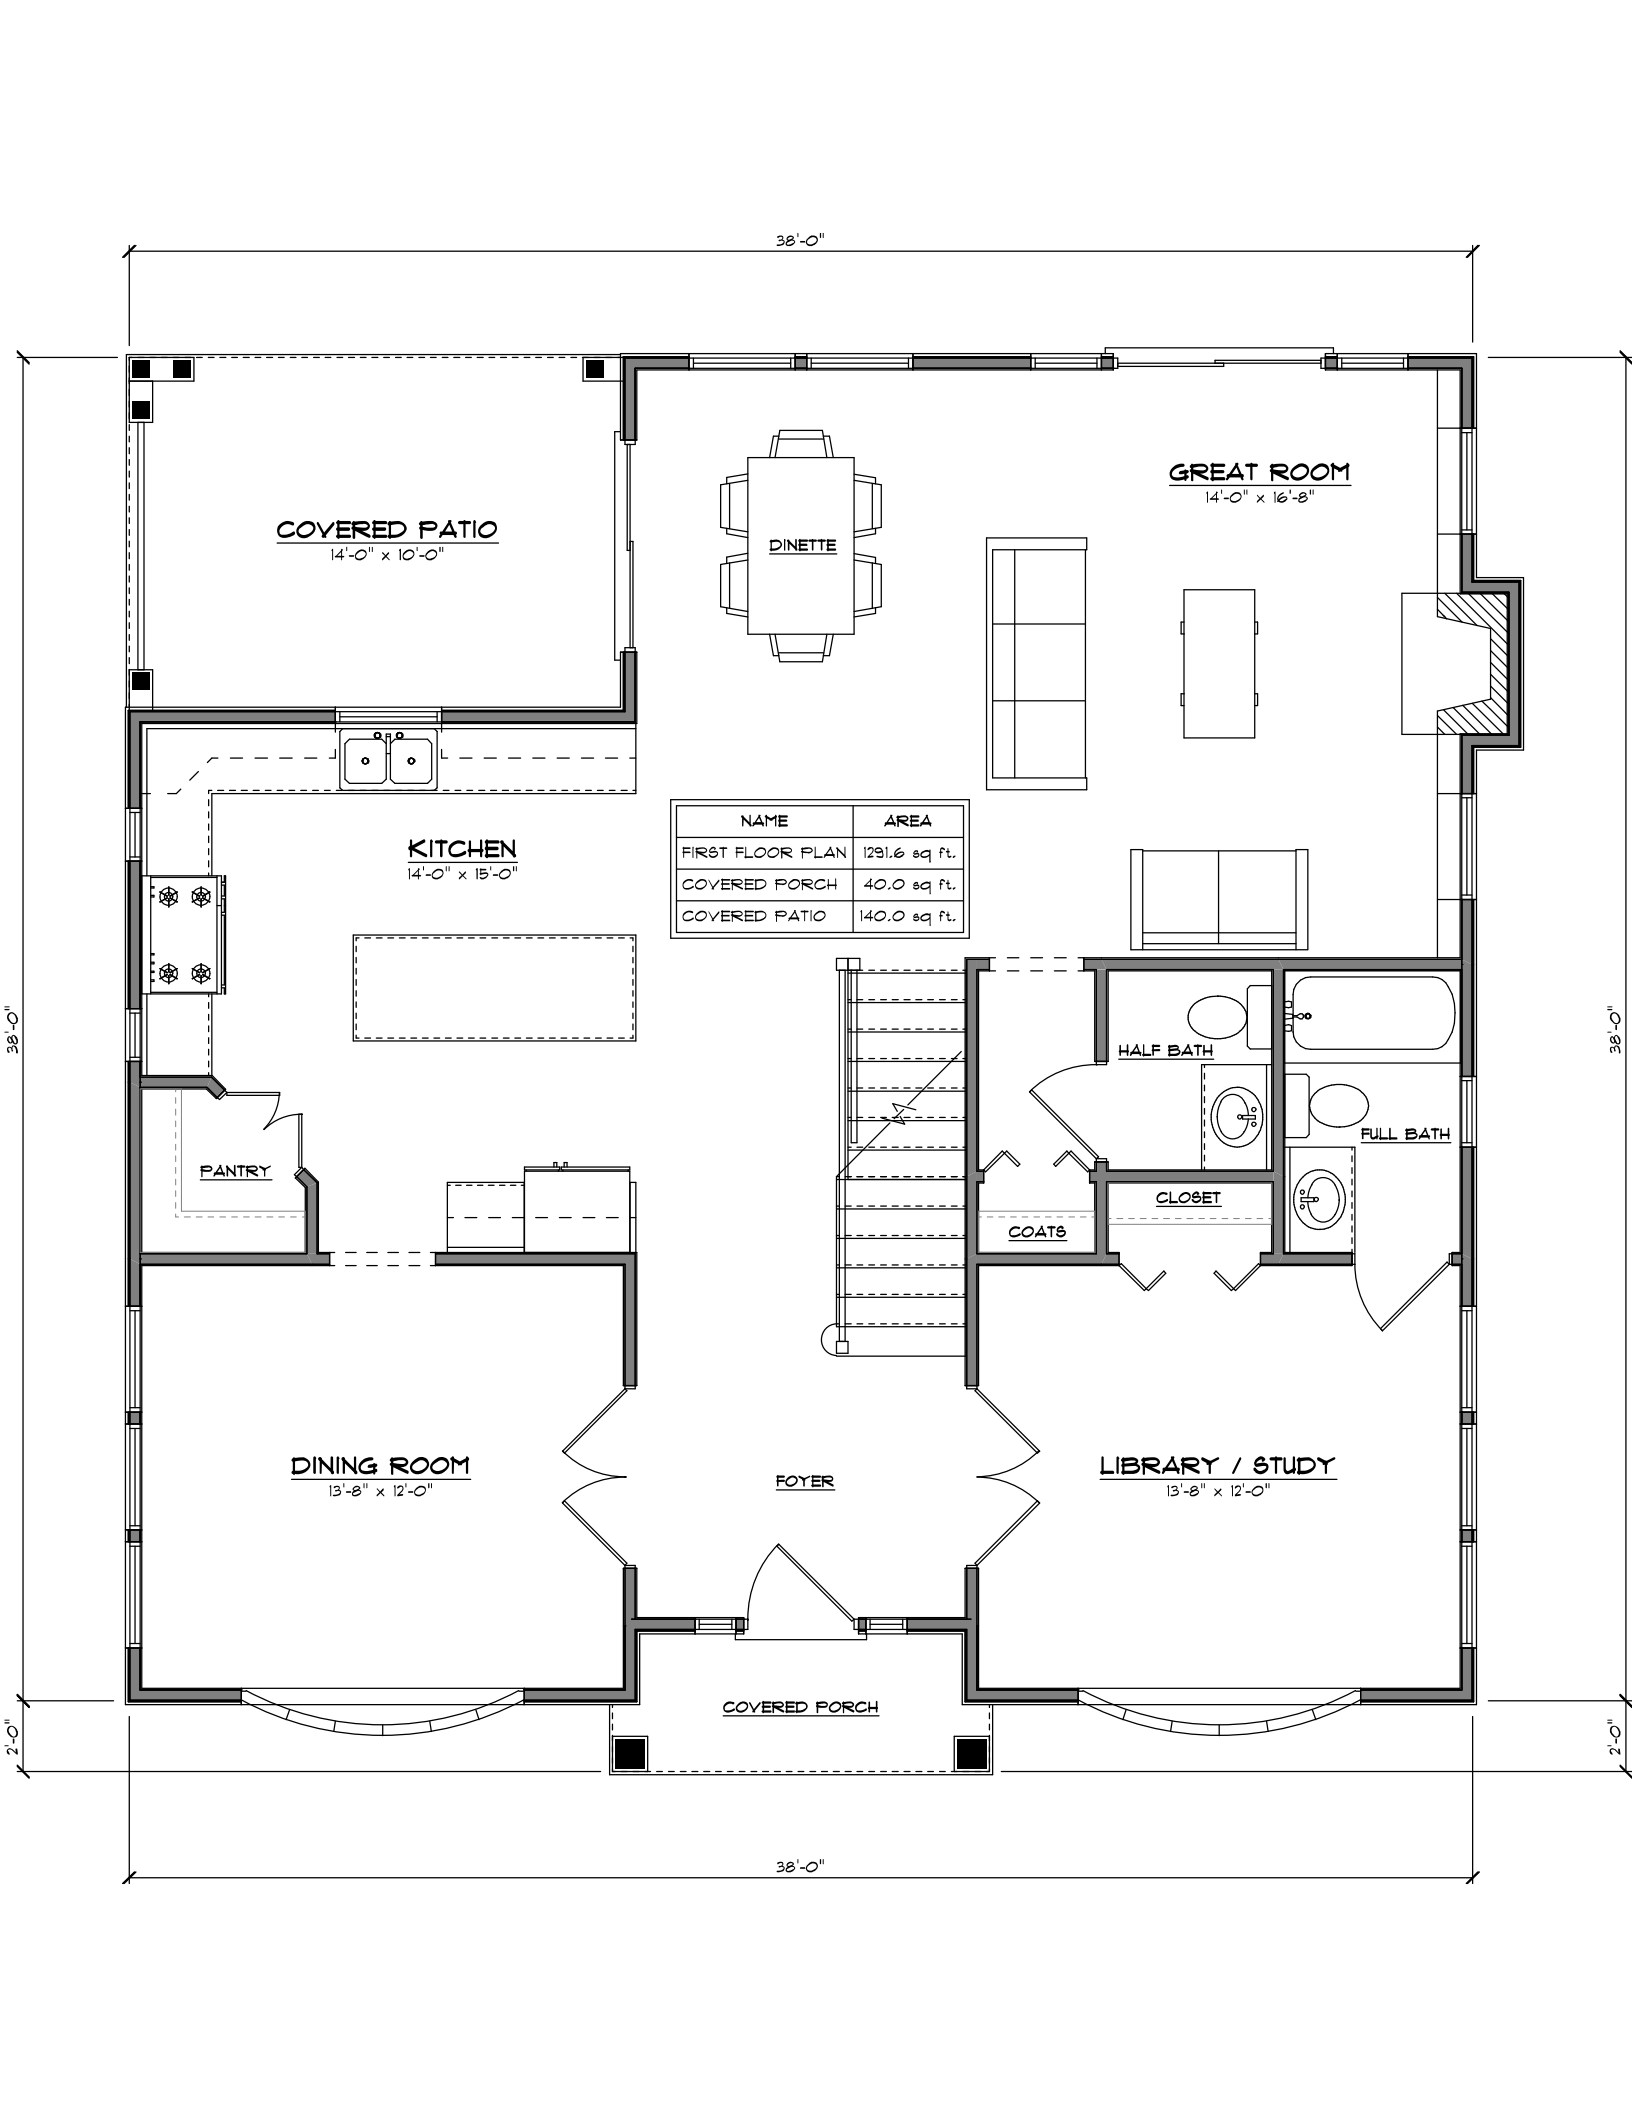 38'-0"
GREAT ROOM
14'-0" x 16'-8"
COVERED PATIO
14'-0" x 10'-0"
DINETTE
NAME AREA
FIRST FLOOR PLAN 1291.6 sq ft.
COVERED PORCH 40.0 sq ft.
COVERED PATIO 140.0 sq ft.
KITCHEN
14'-0" x 15'-0"
38'-0"
38'-0"
HALF BATH
FULL BATH
PANTRY
CLOSET
COATS
DINING ROOM
13'-8" x 12'-0"
FOYER
LIBRARY / STUDY
13'-8" x 12'-0"
COVERED PORCH
2'-0"
2'-0"
38'-0"